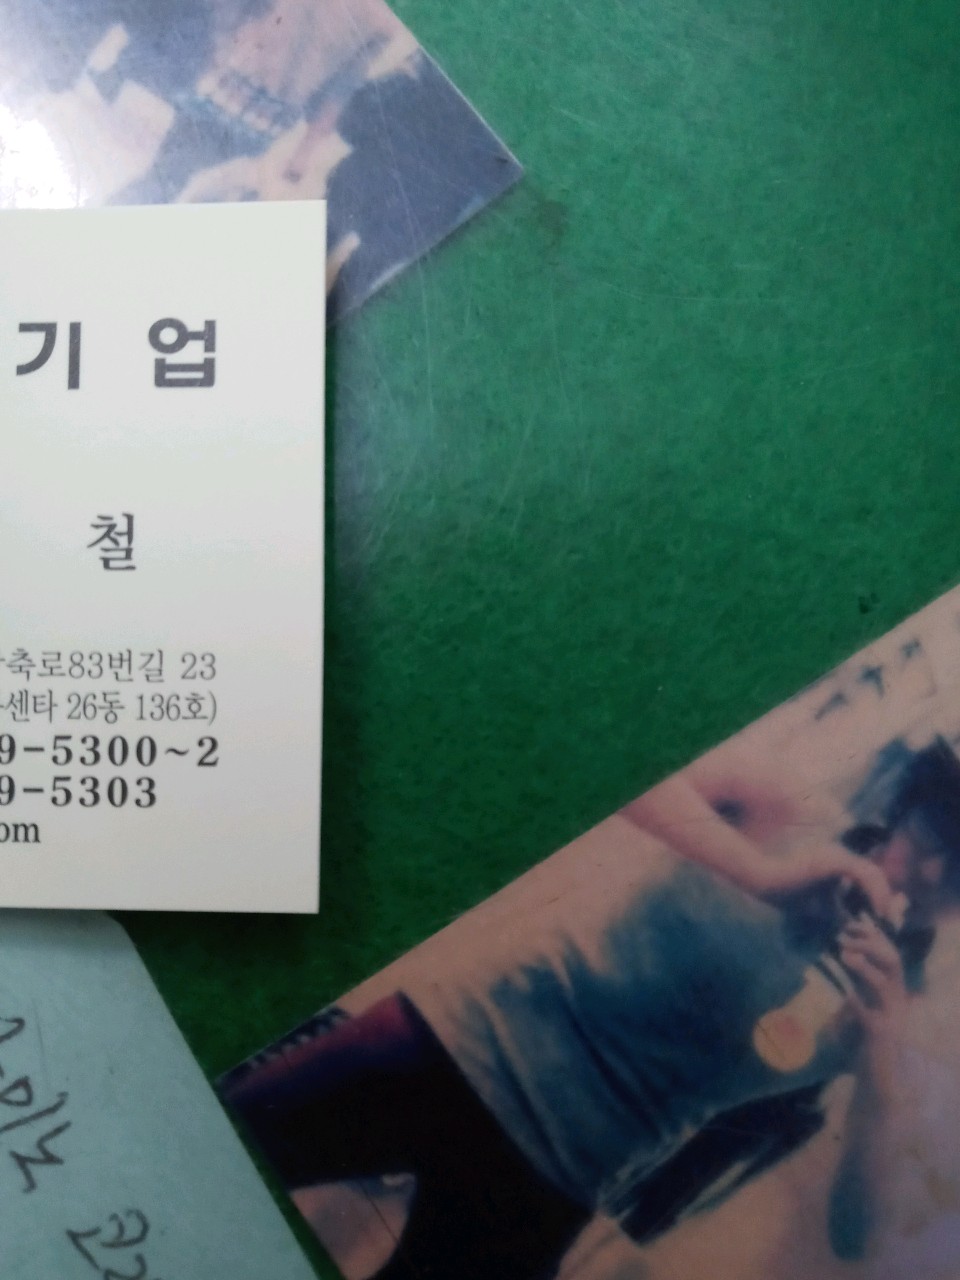 기 업
철
축로83번길 23
센타 26동 136호)
9-5300~2
9-5303
om